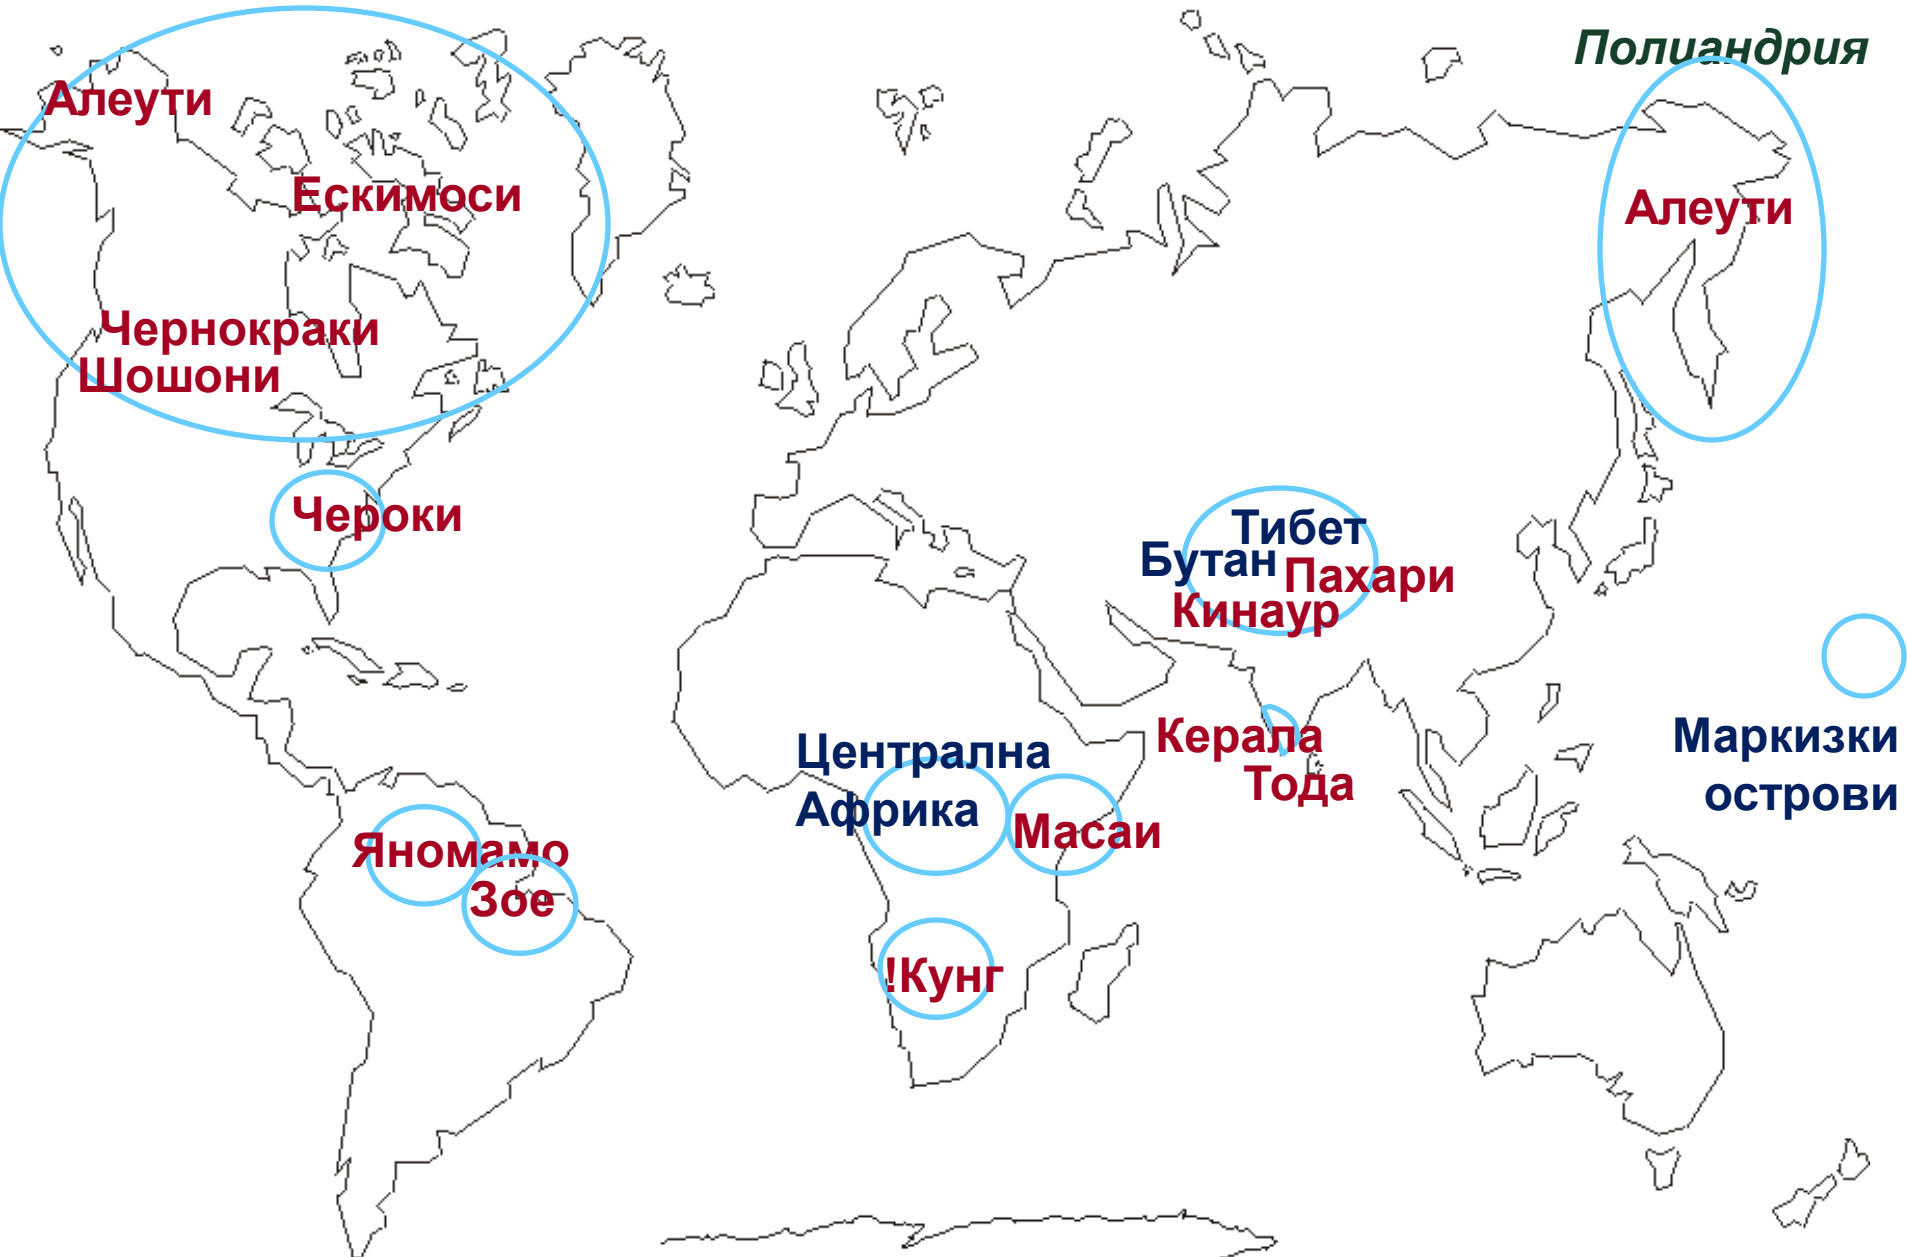 Полиандрия
Алеути
Ескимоси
Алеути
Чернокраки
Шошони
Чероки
Тибет
Бутан
Пахари
Кинаур
Керала
Тода
Маркизки
острови
Централна
Африка
Масаи
Яномамо
Зое
!Кунг